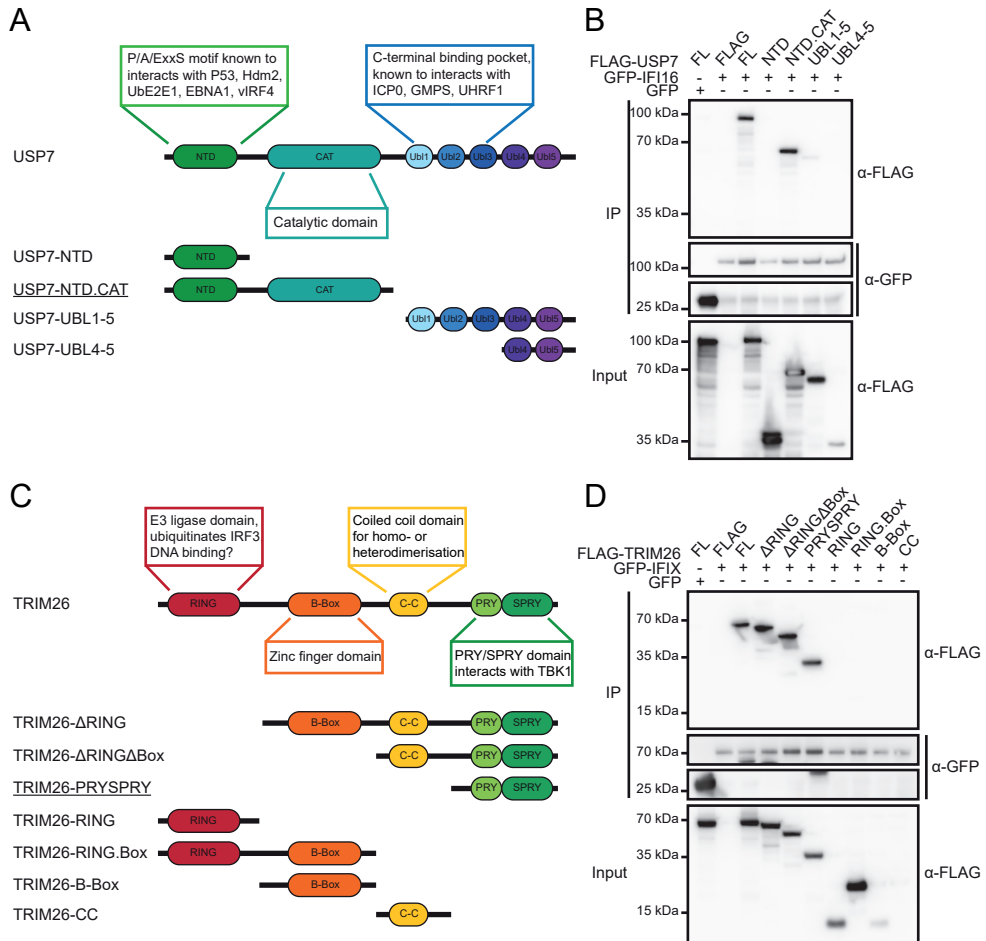 A
P/A/ExxS motif known to
interacts with P53, Hdm2,
UbE2E1, EBNA1, vIRF4
C-terminal binding pocket,
known to interacts with
ICP0, GMPS, UHRF1
USP7
NTD CAT Ubl1 Ubl2 Ubl3 Ubl4 Ubl5
Catalytic domain
USP7-NTD
NTD
USP7-NTD.CAT
NTD CAT
USP7-UBL1-5
Ubl1 Ubl2 Ubl3 Ubl4 Ubl5
USP7-UBL4-5
Ubl4 Ubl5
B
FLAG-USP7 FL FLAG FL NTD NTD.CAT UBL1-5 UBL4-5
GFP-IFI16 - + + + + + +
GFP + - - - - - -
100 kDa
70 kDa
35 kDa
α-FLAG
IP
100 kDa
25 kDa
α-GFP
100 kDa
70 kDa
35 kDa
Input
α-FLAG
C
E3 ligase domain,
ubiquitinates IRF3
DNA binding?
Coiled coil domain
for homo- or
heterodimerisation
TRIM26
RING B-Box C-C PRY SPRY
Zinc finger domain
PRY/SPRY domain
interacts with TBK1
TRIM26-ΔRING
B-Box C-C PRY SPRY
TRIM26-ΔRINGΔBox
C-C PRY SPRY
TRIM26-PRYSPRY
PRY SPRY
TRIM26-RING
RING
TRIM26-RING.Box
RING B-Box
TRIM26-B-Box
B-Box
TRIM26-CC
C-C
D
FLAG-TRIM26 FL FLAG FL ΔRING ΔRINGΔBox PRYSPRY RING RING.Box B-Box CC
GFP-IFIX - + + + + + + + + +
GFP + - - - - - - - - -
70 kDa
35 kDa
15 kDa
α-FLAG
IP
70 kDa
25 kDa
α-GFP
70 kDa
35 kDa
15 kDa
Input
α-FLAG